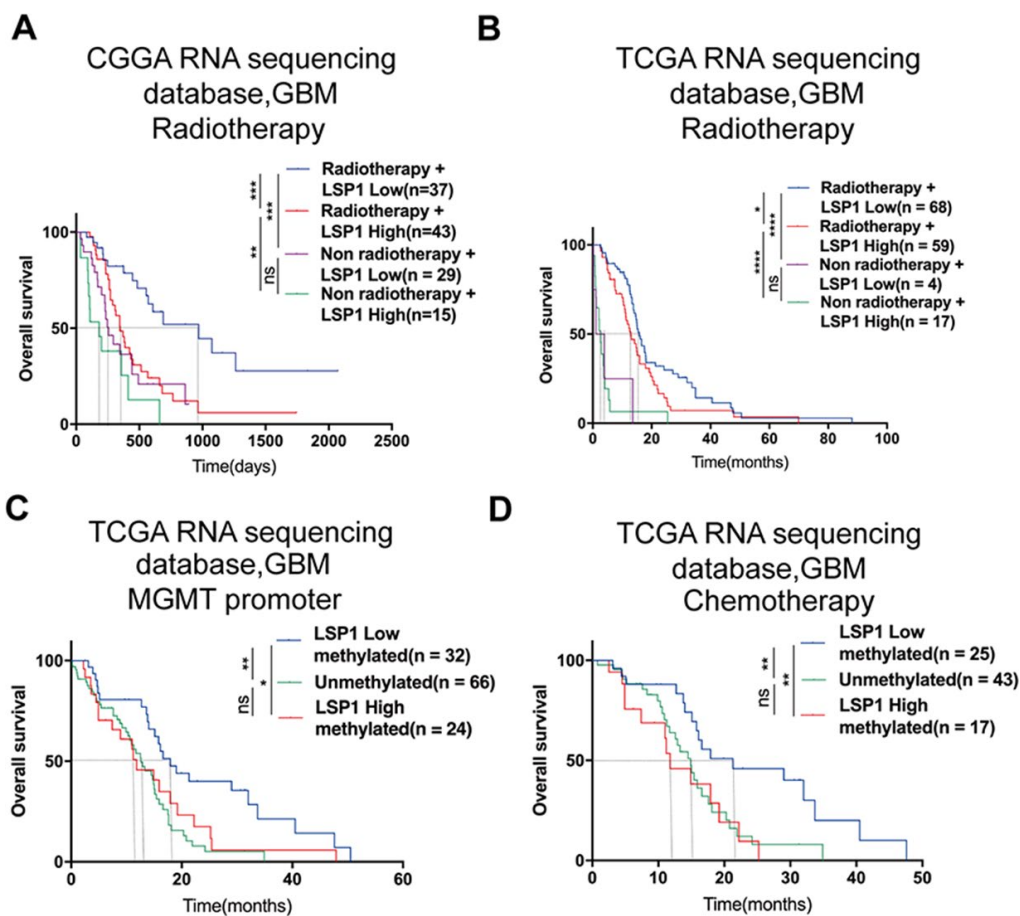 A
CGGA RNA sequencing
database,GBM
Radiotherapy
Radiotherapy +
LSP1 Low(n=37)
Radiotherapy +
LSP1 High(n=43)
Non radiotherapy +
LSP1 Low(n = 29)
Non radiotherapy +
LSP1 High(n=15)
***
***
**
ns
Overall survival
100
50
0
0 500 1000 1500 2000 2500
Time(days)
B
TCGA RNA sequencing
database,GBM
Radiotherapy
Radiotherapy +
LSP1 Low(n = 68)
Radiotherapy +
LSP1 High(n = 59)
Non radiotherapy +
LSP1 Low(n = 4)
Non radiotherapy +
LSP1 High(n = 17)
*
****
****
ns
Overall survival
100
50
0
0 20 40 60 80 100
Time(months)
C
TCGA RNA sequencing
database,GBM
MGMT promoter
LSP1 Low
methylated(n = 32)
Unmethylated(n = 66)
LSP1 High
methylated(n = 24)
**
*
ns
Overall survival
100
50
0
0 20 40 60
Time(months)
D
TCGA RNA sequencing
database,GBM
Chemotherapy
LSP1 Low
methylated(n = 25)
Unmethylated(n = 43)
LSP1 High
methylated(n = 17)
**
**
ns
Overall survival
100
50
0
0 10 20 30 40 50
Time(months)